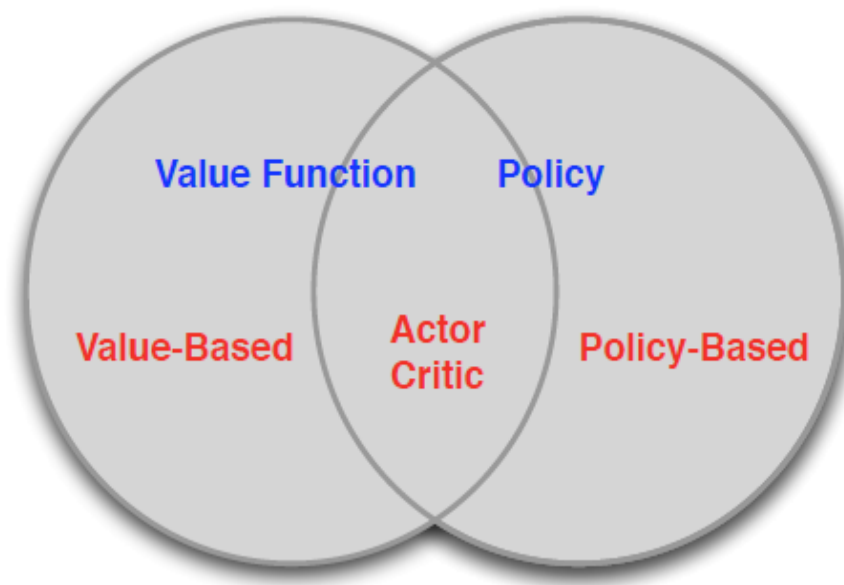 Value Function
Policy
Value-Based
Actor
Critic
Policy-Based